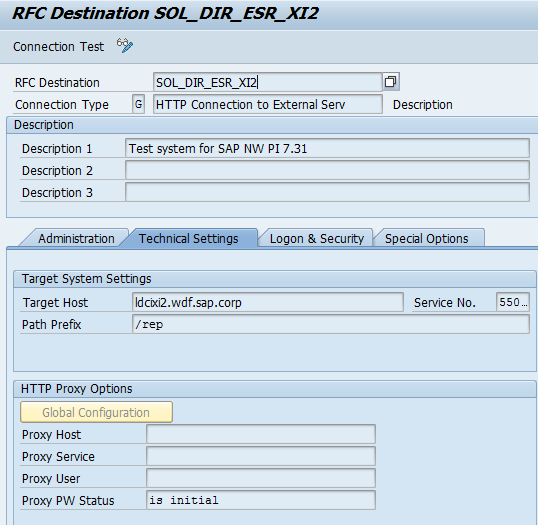 RFC Destination SOL_DIR_ESR_XI2
Connection Test
RFC Destination SOL_DIR_ESR_XI2
Connection Type G HTTP Connection to External Serv Description
Description
Description 1 Test system for SAP NW PI 7.31
Description 2
Description 3
Administration Technical Settings Logon & Security Special Options
Target System Settings
Target Host ldcixi2.wdf.sap.corp Service No. 550...
Path Prefix /rep
HTTP Proxy Options
Global Configuration
Proxy Host
Proxy Service
Proxy User
Proxy PW Status is initial